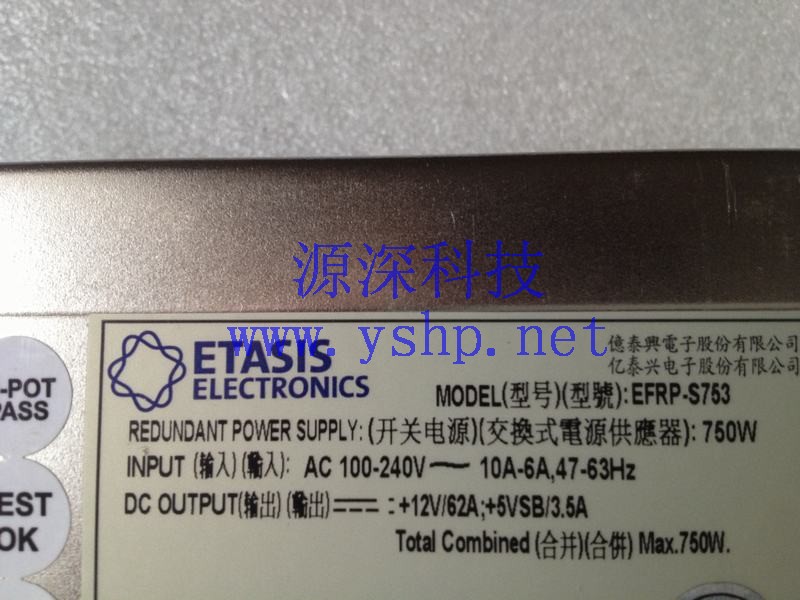 源深科技
www.yshp.net
ETASIS
ELECTRONICS
億泰興電子股份有限公司
亿泰兴电子股份有限公司
MODEL(型号)(型號):EFRP-S753
REDUNDANT POWER SUPPLY:(开关电源)(交換式電源供應器): 750W
INPUT (输入)(輸入): AC 100-240V~ 10A-6A,47-63Hz
DC OUTPUT(输出)(輸出)===: :+12V/62A;+5VSB/3.5A
Total Combined (合并)(合併) Max.750W.
-POT
PASS
EST
OK